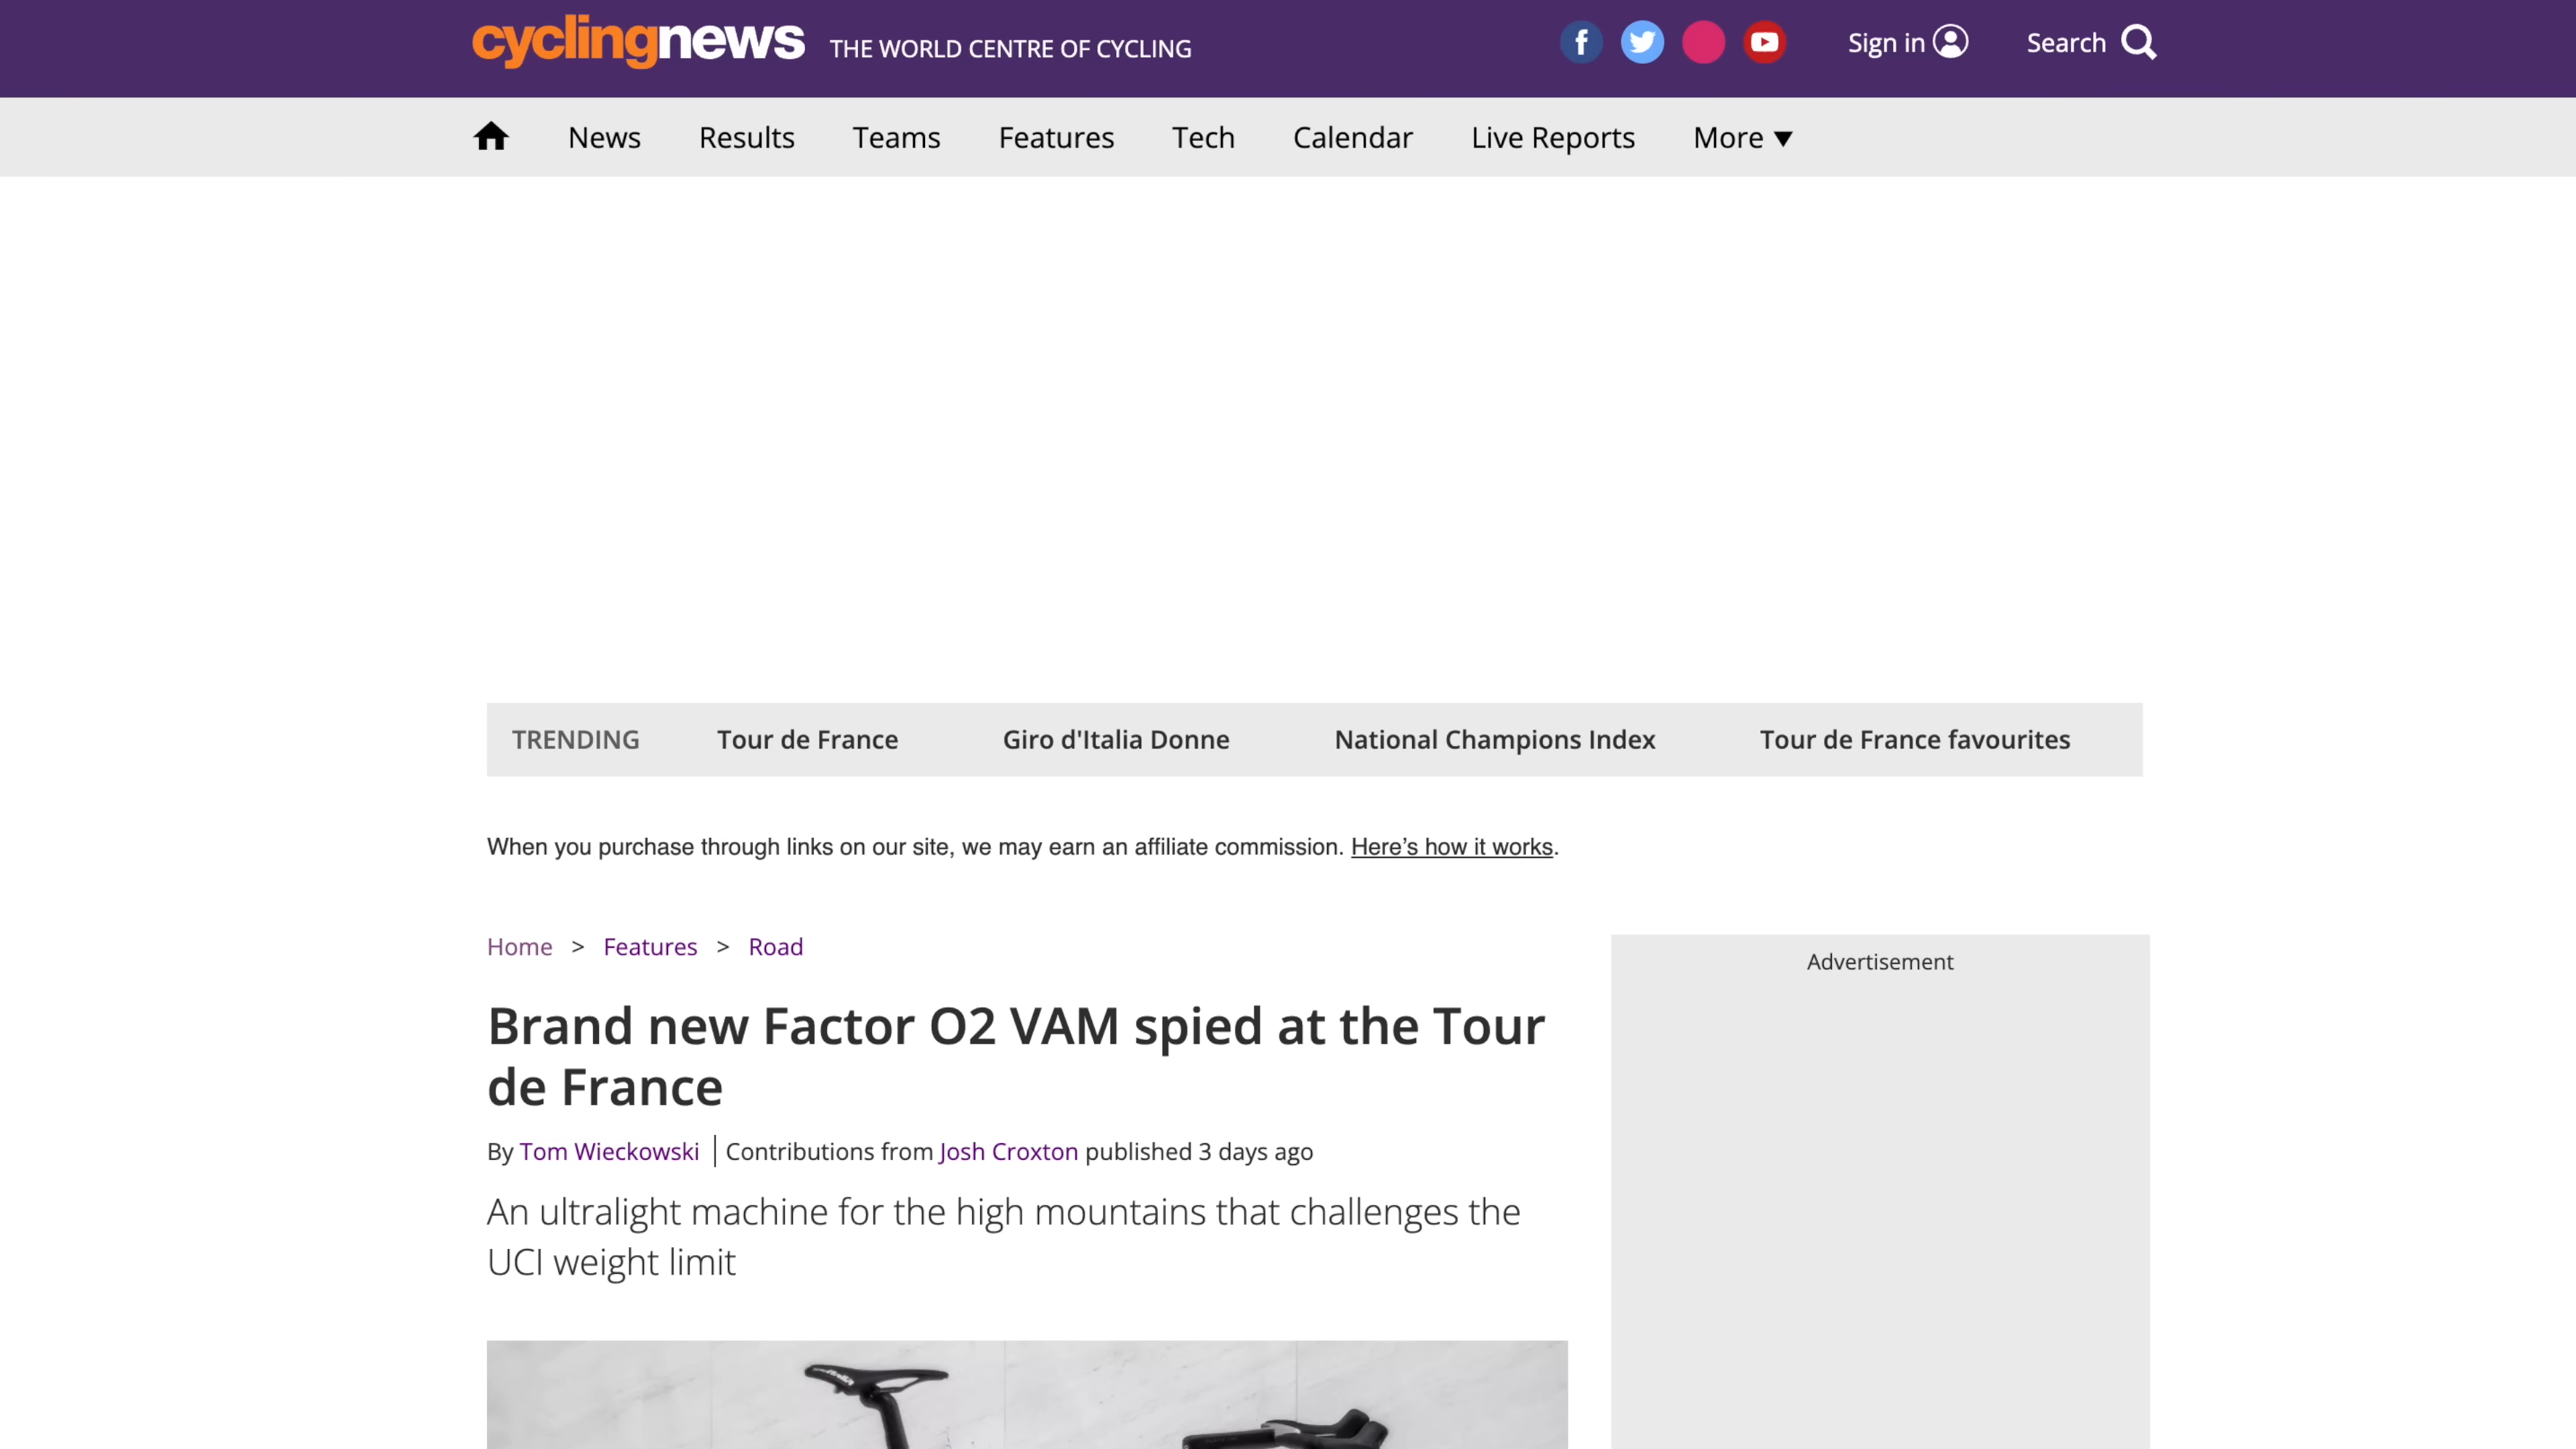 cyclingnews THE WORLD CENTRE OF CYCLING
Sign in
Search
News Results Teams Features Tech Calendar Live Reports More
TRENDING Tour de France Giro d'Italia Donne National Champions Index Tour de France favourites
When you purchase through links on our site, we may earn an affiliate commission. Here’s how it works.
Home > Features > Road
Advertisement
Brand new Factor O2 VAM spied at the Tour
de France
By Tom Wieckowski | Contributions from Josh Croxton published 3 days ago
An ultralight machine for the high mountains that challenges the
UCI weight limit